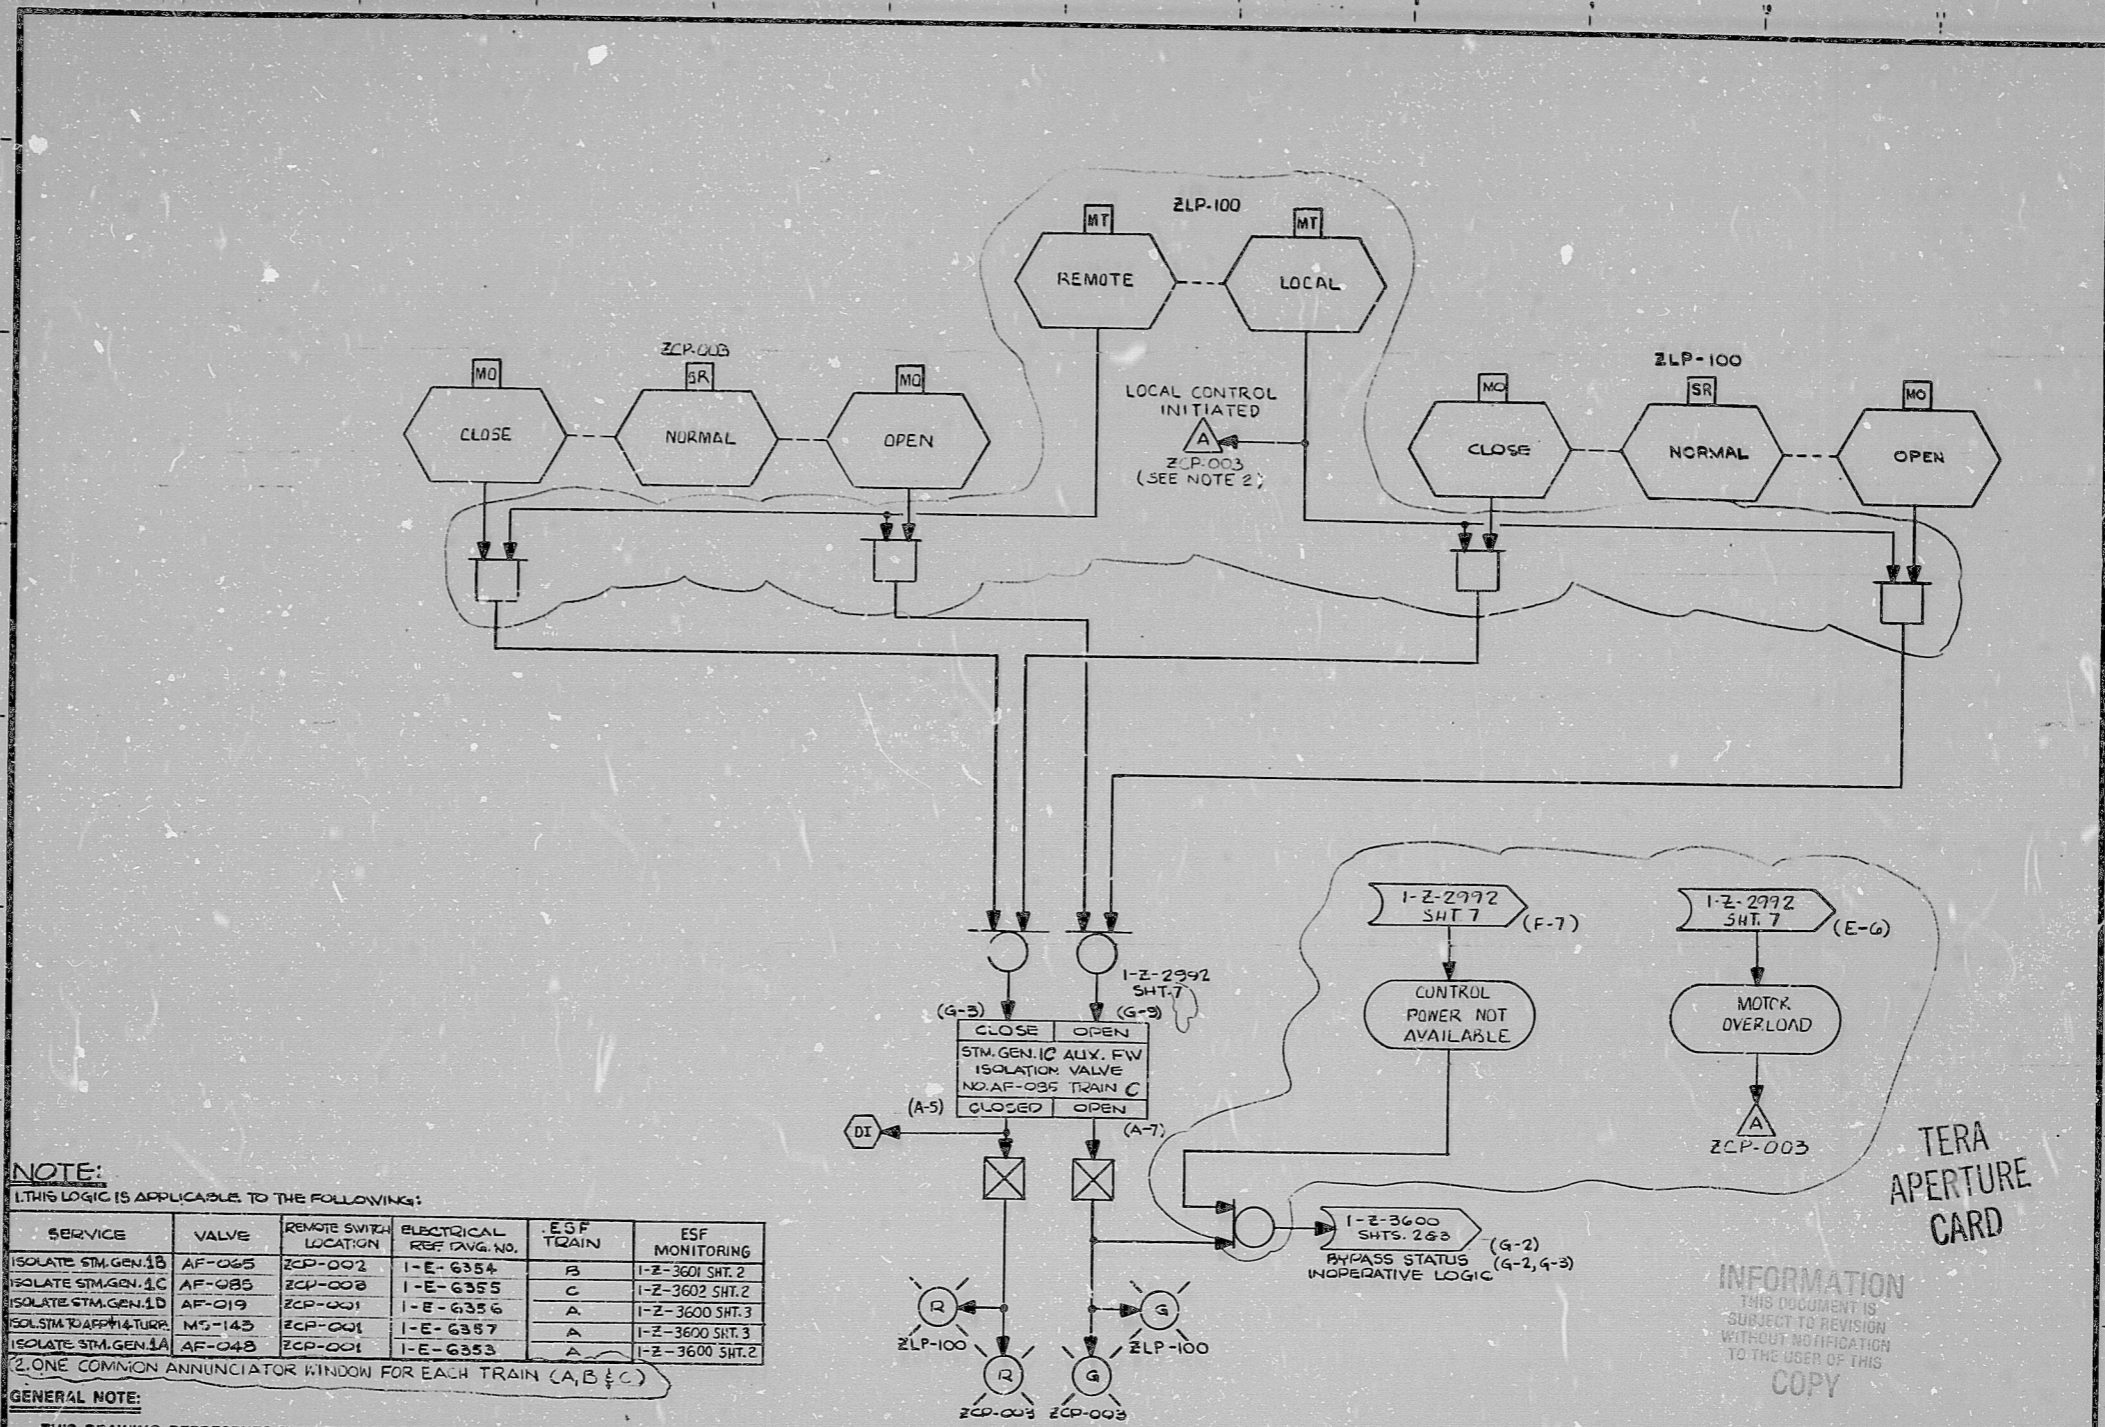 10
11
ZLP-100
MT
MT
REMOTE
LOCAL
ZCP-003
MO
SR
MO
CLOSE
NORMAL
OPEN
LOCAL CONTROL
INITIATED
A
ZCP-003
(SEE NOTE 2)
ZLP-100
MO
SR
MO
CLOSE
NORMAL
OPEN
1-Z-2992
SHT 7
(F-7)
1-Z-2992
SHT. 7
(E-6)
CONTROL
POWER NOT
AVAILABLE
MOTOR
OVERLOAD
A
ZCP-003
1-Z-2992
SHT. 7
(G-3)
(G-9)
CLOSE
OPEN
STM. GEN. 1C AUX. FW
ISOLATION VALVE
NO. AF-085 TRAIN C
CLOSED
OPEN
(A-5)
(A-7)
DI
1-Z-3600
SHTS. 2&3
(G-2)
BYPASS STATUS (G-2, G-3)
INOPERATIVE LOGIC
R
G
ZLP-100
ZLP-100
R
G
ZCP-003
ZCP-003
TERA
APERTURE
CARD
INFORMATION
THIS DOCUMENT IS
SUBJECT TO REVISION
WITHOUT NOTIFICATION
TO THE USER OF THIS
COPY
NOTE:
1. THIS LOGIC IS APPLICABLE TO THE FOLLOWING:
SERVICE VALVE REMOTE SWITCH LOCATION ELECTRICAL REF. DWG. NO. ESF TRAIN ESF MONITORING
ISOLATE STM. GEN. 1B AF-065 ZCP-002 1-E-6354 B 1-Z-3601 SHT. 2
ISOLATE STM. GEN. 1C AF-085 ZCP-003 1-E-6355 C 1-Z-3602 SHT. 2
ISOLATE STM. GEN. 1D AF-019 ZCP-001 1-E-6356 A 1-Z-3600 SHT. 3
ISOL STM TO AFP #14 TURB. MS-143 ZCP-001 1-E-6357 A 1-Z-3600 SHT. 3
ISOLATE STM. GEN. 1A AF-048 ZCP-001 1-E-6353 A 1-Z-3600 SHT. 2
2. ONE COMMON ANNUNCIATOR WINDOW FOR EACH TRAIN (A, B & C)
GENERAL NOTE: